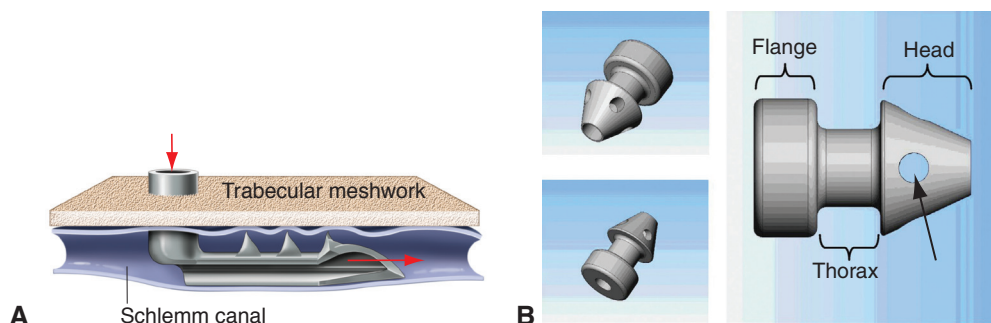 Trabecular meshwork
Schlemm canal
A
B
Flange
Head
Thorax